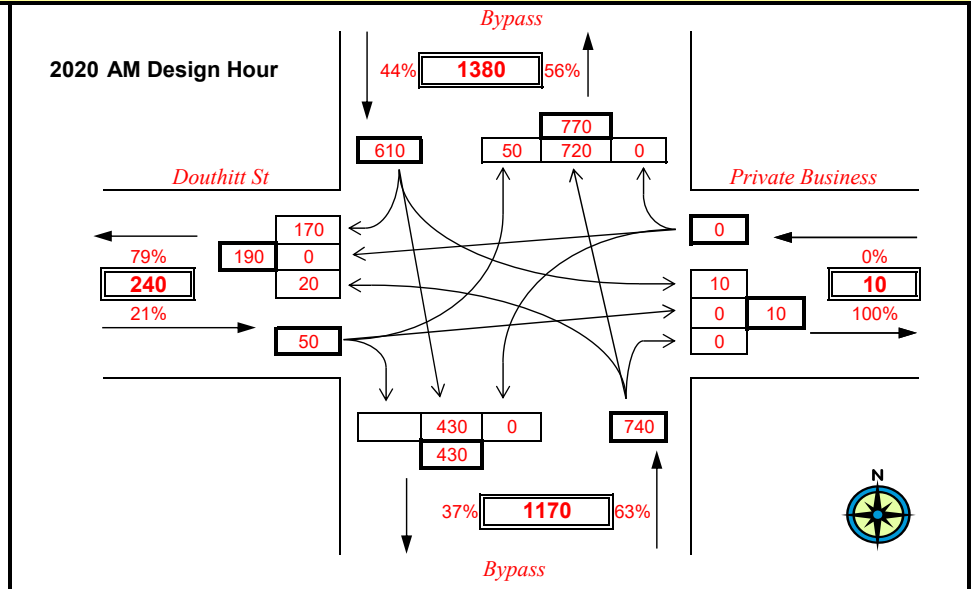 Bypass
2020 AM Design Hour
44% 1380 56%
770
610 50 720 0
Douthitt St
Private Business
170
0
79% 190 0 0%
240 20 10 10
21% 0 10 100%
50 0
430 0 740
430
N
37% 1170 63%
Bypass